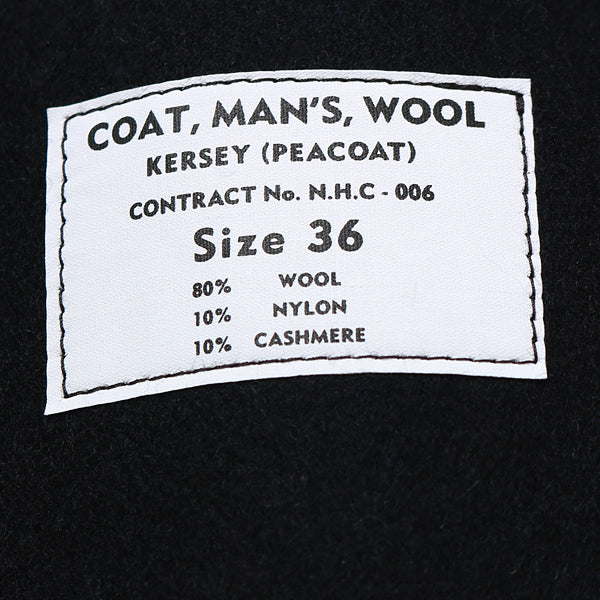 COAT, MAN'S, WOOL
KERSEY (PEACOAT)
CONTRACT No. N.H.C - 006
Size 36
80% WOOL
10% NYLON
10% CASHMERE